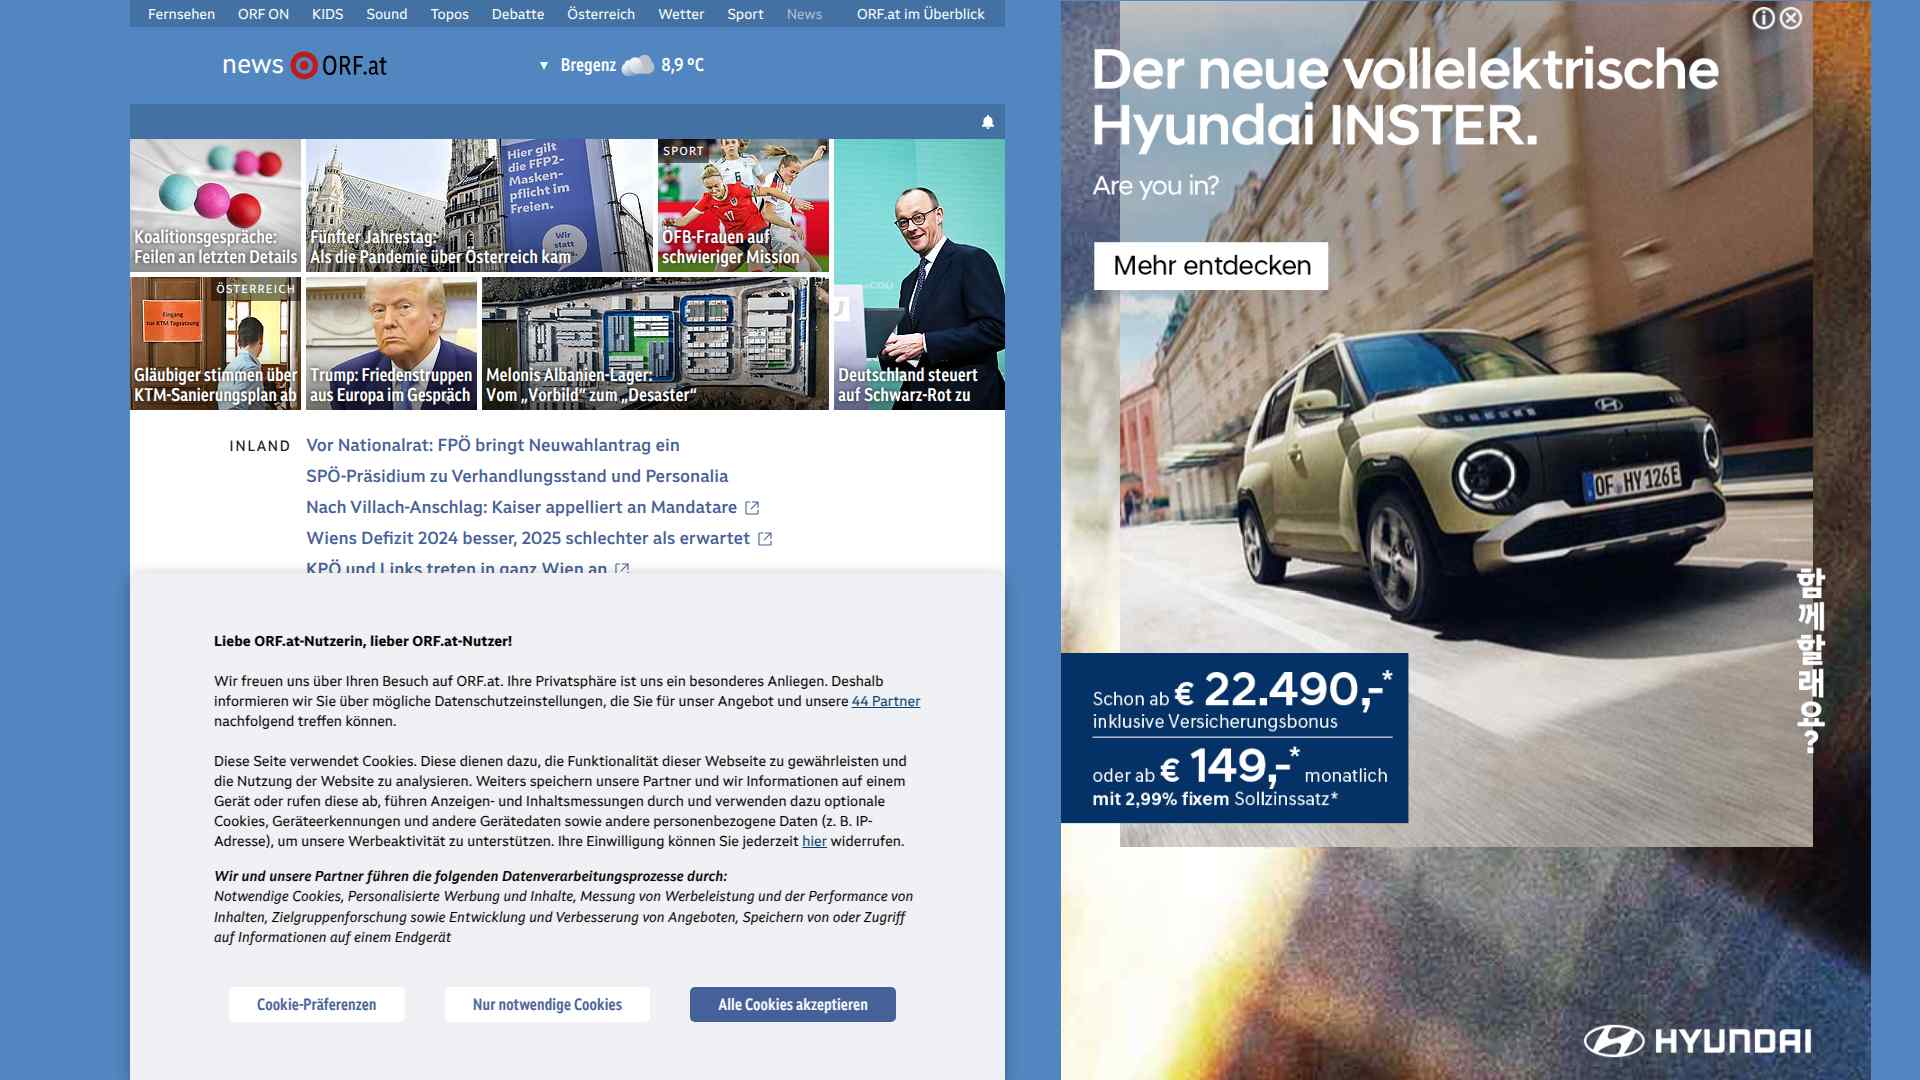 Fernsehen ORF ON KIDS Sound Topos Debatte Österreich Wetter Sport News ORF.at im Überblick
news ORF.at
▼ Bregenz 8,9 °C
Koalitionsgespräche:
Feilen an letzten Details
Hier gilt
die FFP2-
Masken-
pflicht im
Freien.
Wir
statt
Fünfter Jahrestag:
Als die Pandemie über Österreich kam
SPORT
ÖFB-Frauen auf
schwieriger Mission
ÖSTERREICH
Eingang
zur KTM Tagsatzung
Gläubiger stimmen über
KTM-Sanierungsplan ab
Trump: Friedenstruppen
aus Europa im Gespräch
Melonis Albanien-Lager:
Vom „Vorbild“ zum „Desaster“
Deutschland steuert
auf Schwarz-Rot zu
INLAND
Vor Nationalrat: FPÖ bringt Neuwahlantrag ein
SPÖ-Präsidium zu Verhandlungsstand und Personalia
Nach Villach-Anschlag: Kaiser appelliert an Mandatare
Wiens Defizit 2024 besser, 2025 schlechter als erwartet
KPÖ und Links treten in ganz Wien an
Liebe ORF.at-Nutzerin, lieber ORF.at-Nutzer!
Wir freuen uns über Ihren Besuch auf ORF.at. Ihre Privatsphäre ist uns ein besonderes Anliegen. Deshalb
informieren wir Sie über mögliche Datenschutzeinstellungen, die Sie für unser Angebot und unsere 44 Partner
nachfolgend treffen können.
Diese Seite verwendet Cookies. Diese dienen dazu, die Funktionalität dieser Webseite zu gewährleisten und
die Nutzung der Website zu analysieren. Weiters speichern unsere Partner und wir Informationen auf einem
Gerät oder rufen diese ab, führen Anzeigen- und Inhaltsmessungen durch und verwenden dazu optionale
Cookies, Geräteerkennungen und andere Gerätedaten sowie andere personenbezogene Daten (z. B. IP-
Adresse), um unsere Werbeaktivität zu unterstützen. Ihre Einwilligung können Sie jederzeit hier widerrufen.
Wir und unsere Partner führen die folgenden Datenverarbeitungsprozesse durch:
Notwendige Cookies, Personalisierte Werbung und Inhalte, Messung von Werbeleistung und der Performance von
Inhalten, Zielgruppenforschung sowie Entwicklung und Verbesserung von Angeboten, Speichern von oder Zugriff
auf Informationen auf einem Endgerät
Cookie-Präferenzen
Nur notwendige Cookies
Alle Cookies akzeptieren
Der neue vollelektrische
Hyundai INSTER.
Are you in?
Mehr entdecken
OF HY 126E
함께할래요?
Schon ab € 22.490,-*
inklusive Versicherungsbonus
oder ab € 149,-* monatlich
mit 2,99% fixem Sollzinssatz*
HYUNDAI